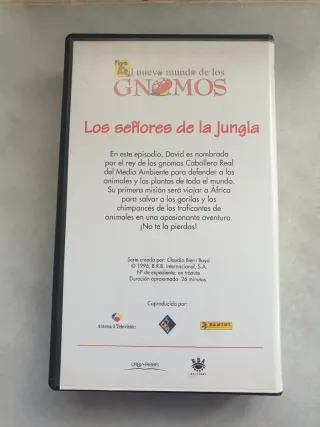 El nuevo mundo de los
GNOMOS
Los señores de la jungla
En este episodio, David es nombrado
por el rey de los gnomos Caballero Real
del Medio Ambiente para defender a los
animales y las plantas de todo el mundo.
Su primera misión será viajar a África
para salvar a los gorilas y los
chimpancés de los traficantes de
animales en una apasionante aventura.
¡No te la pierdas!
Serie creada por: Claudio Biern Boyd
© 1996, B.R.B. Internacional, S.A.
Nº de expediente: en trámite
Duración aproximada: 26 minutos
Coproducido por:
Antena 3 Televisión
PANINI